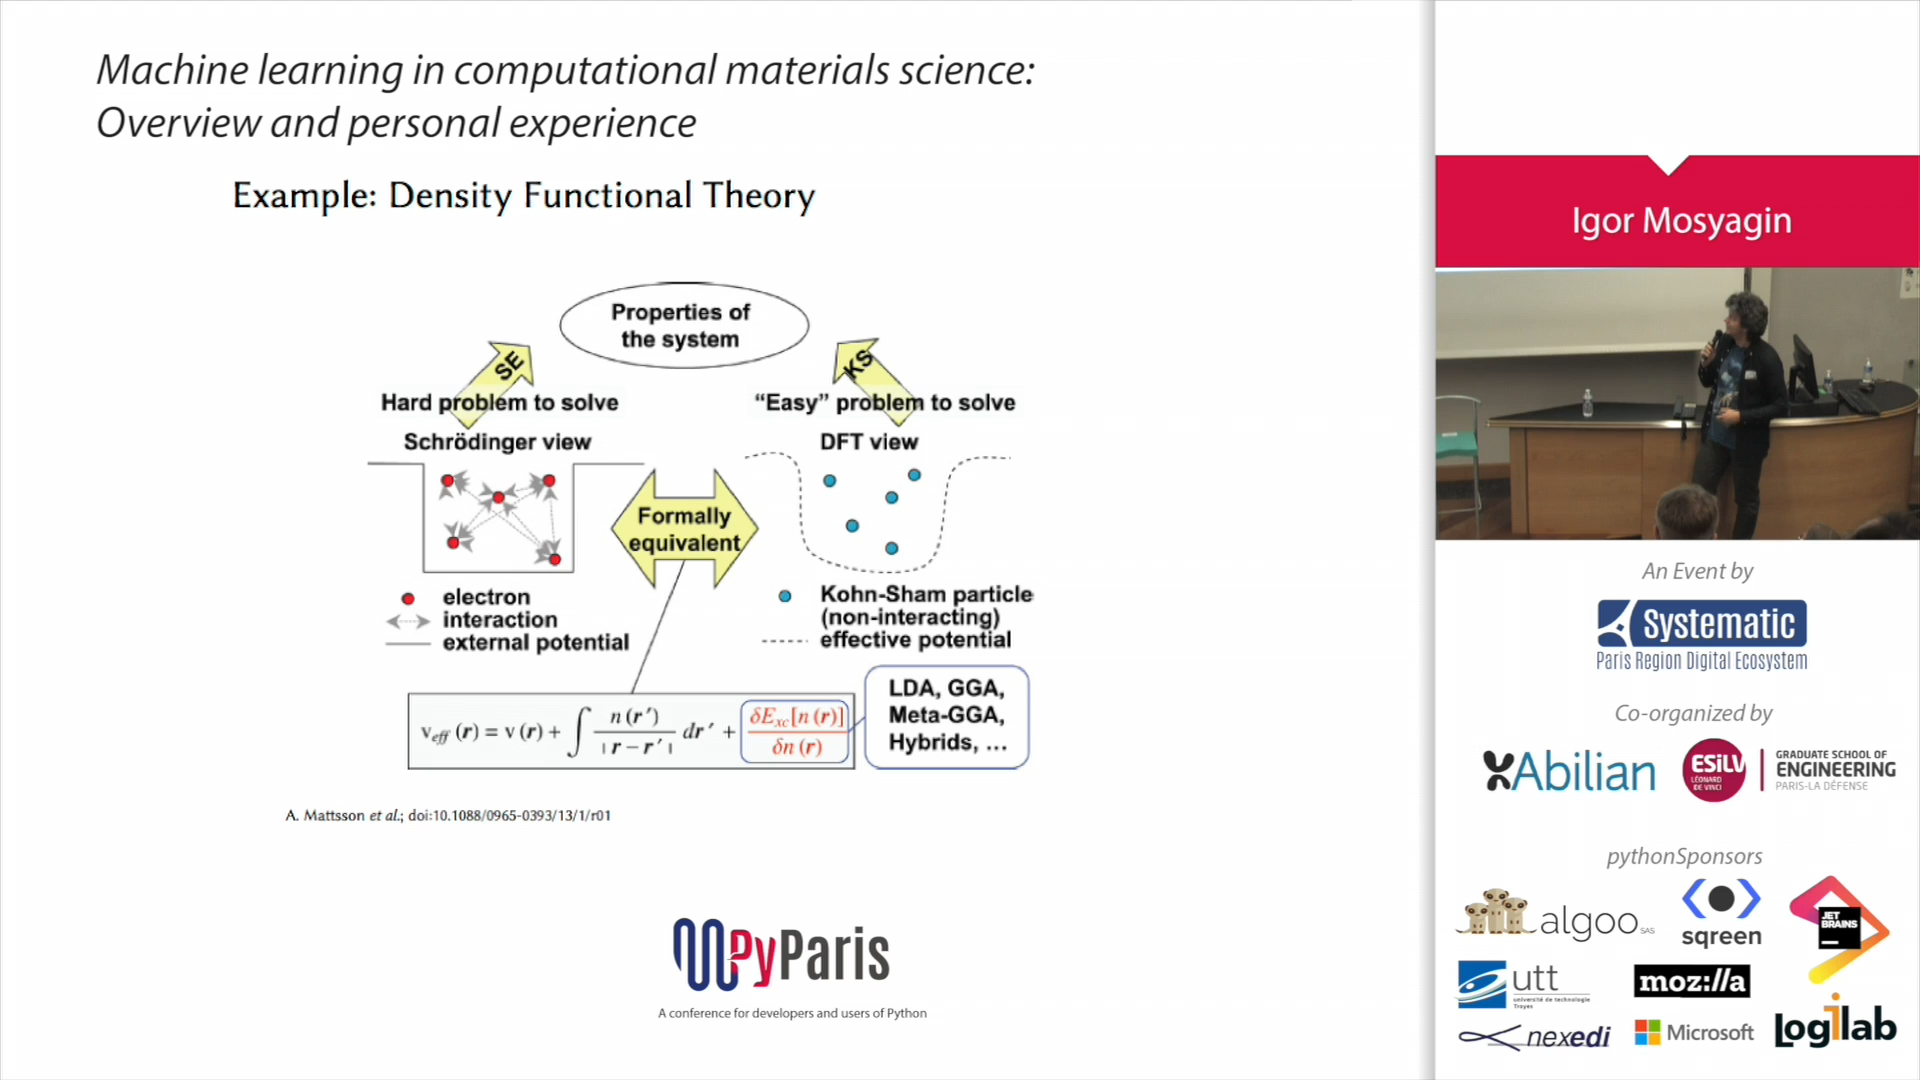 Machine learning in computational materials science:
Overview and personal experience
Example: Density Functional Theory
Properties of
the system
SE
KS
Hard problem to solve
Schrödinger view
"Easy" problem to solve
DFT view
Formally
equivalent
electron
interaction
external potential
Kohn-Sham particle
(non-interacting)
effective potential
v_eff (r) = v (r) + ∫ n (r′) / | r − r′ | dr′ + δE_xc[n (r)] / δn (r)
LDA, GGA,
Meta-GGA,
Hybrids, ...
A. Mattsson et al.; doi:10.1088/0965-0393/13/1/r01
PyParis
A conference for developers and users of Python
Igor Mosyagin
An Event by
Systematic
Paris Region Digital Ecosystem
Co-organized by
Abilian
ESILV
LÉONARD
DE VINCI
GRADUATE SCHOOL OF
ENGINEERING
PARIS-LA DÉFENSE
pythonSponsors
algoo SAS
sqreen
JET
BRAINS
utt
université de technologie
Troyes
moz://a
nexedi
Microsoft
Logilab